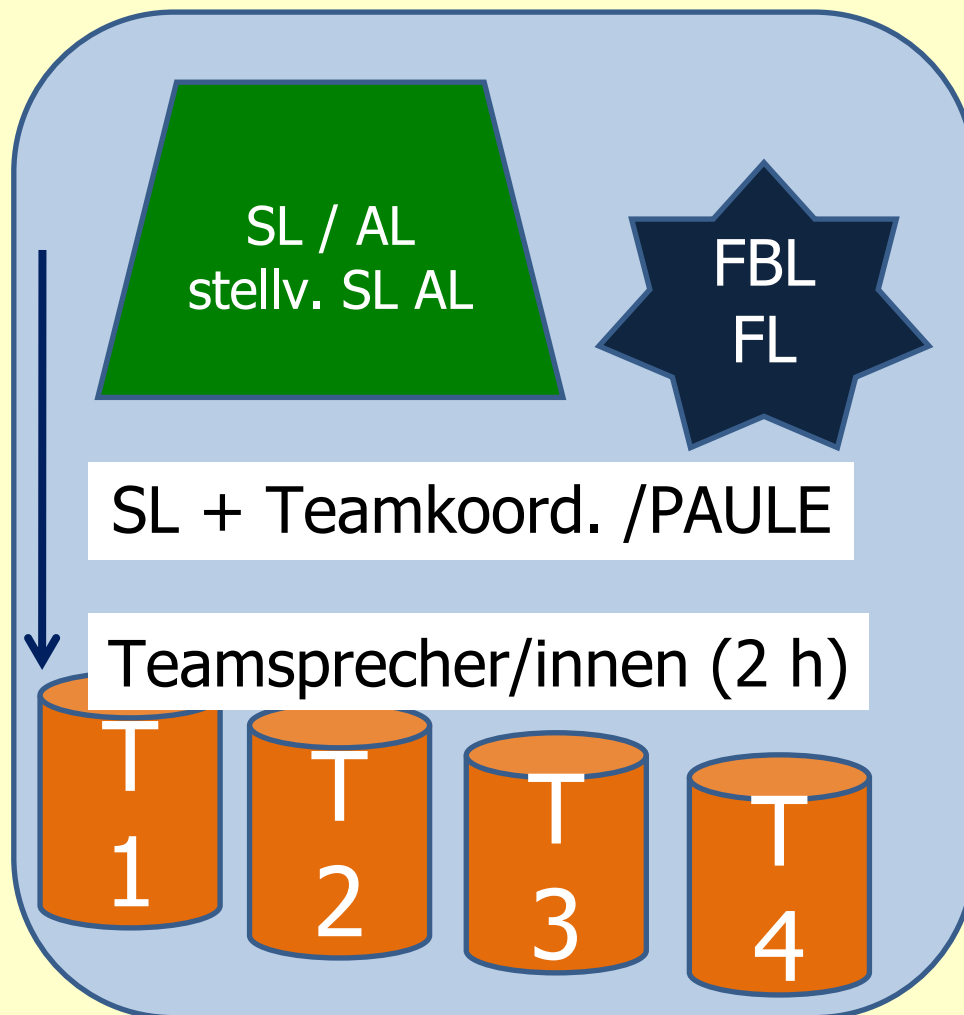 SL / AL
stellv. SL AL
FBL
FL
SL + Teamkoord. /PAULE
Teamsprecher/innen (2 h)
T
1
T
2
T
3
T
4